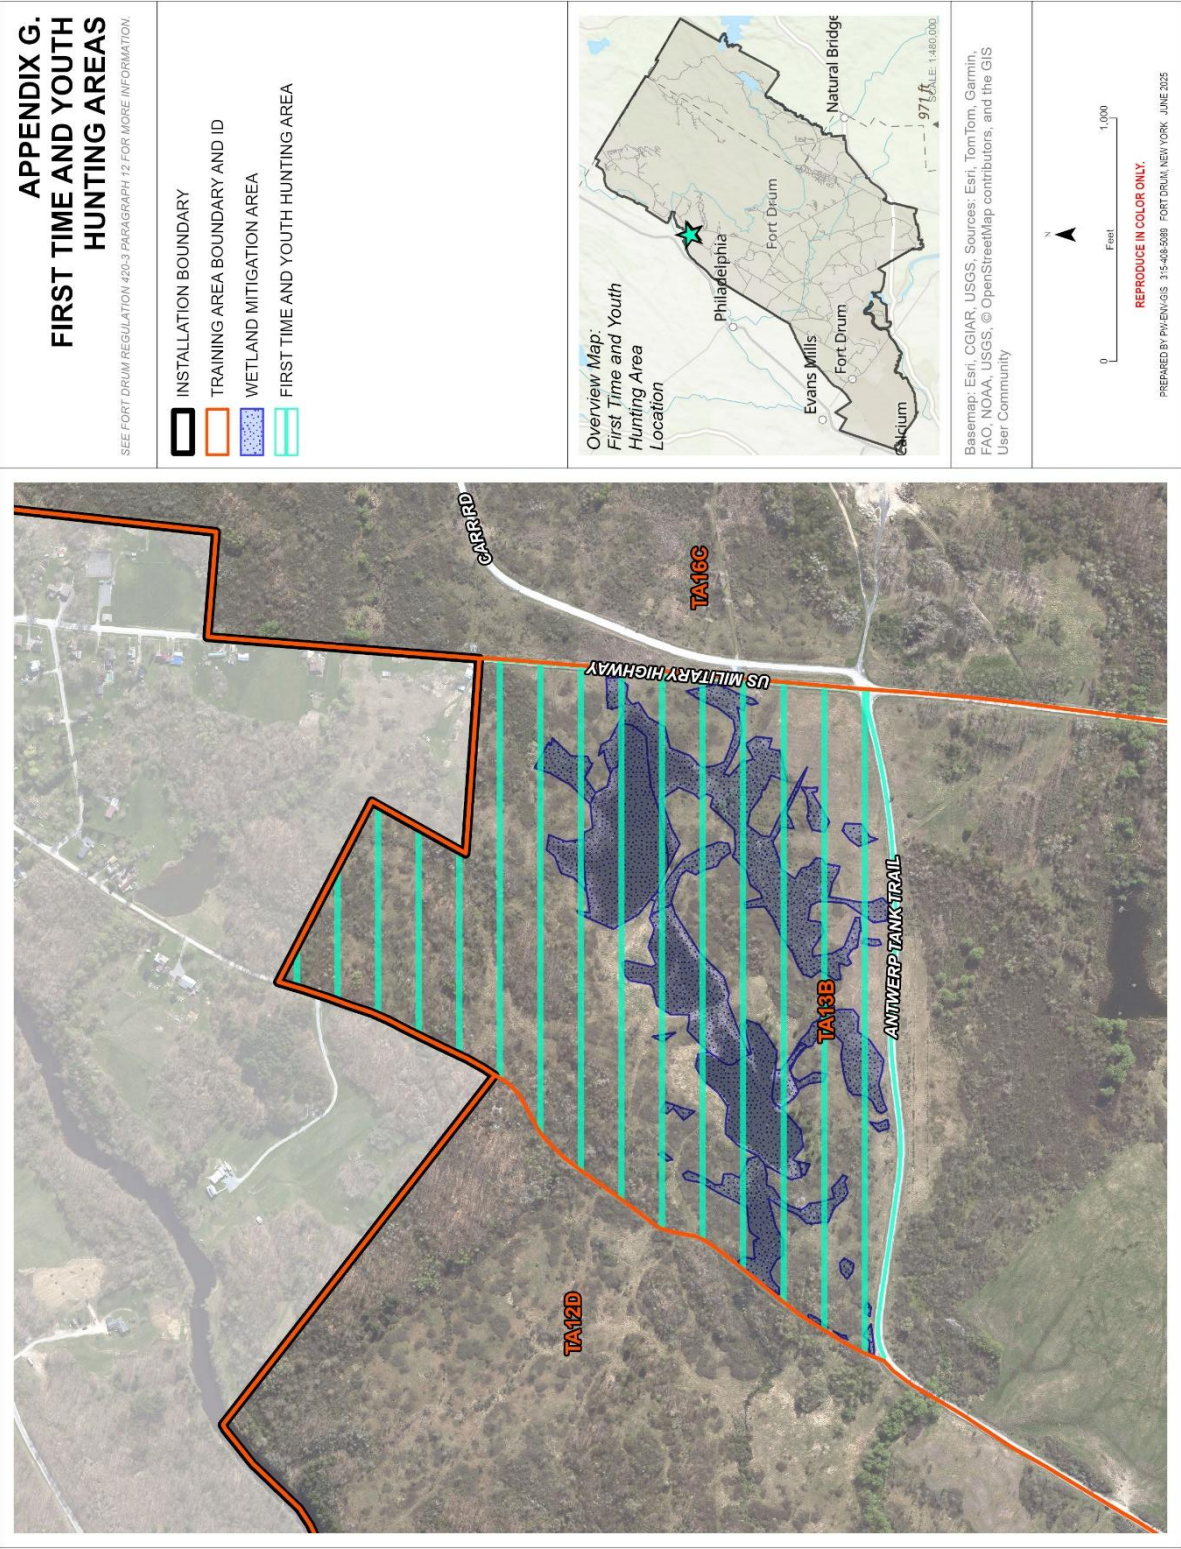 APPENDIX G.
FIRST TIME AND YOUTH
HUNTING AREAS
SEE FORT DRUM REGULATION 420-3 PARAGRAPH 12 FOR MORE INFORMATION.
INSTALLATION BOUNDARY
TRAINING AREA BOUNDARY AND ID
WETLAND MITIGATION AREA
FIRST TIME AND YOUTH HUNTING AREA
Overview Map:
First Time and Youth
Hunting Area
Location
Philadelphia
Evans Mills
Fort Drum
Fort Drum
Calcium
Natural Bridge
971 ft
SCALE: 1:480,000
Basemap: Esri, CGIAR, USGS, Sources: Esri, TomTom, Garmin,
FAO, NOAA, USGS, © OpenStreetMap contributors, and the GIS
User Community
N
0
1,000
Feet
REPRODUCE IN COLOR ONLY.
PREPARED BY PW-ENV-GIS 315-408-5089 FORT DRUM, NEW YORK JUNE 2025
CARR RD
TA16C
US MILITARY HIGHWAY
TA13B
ANTWERP TANK TRAIL
TA12D